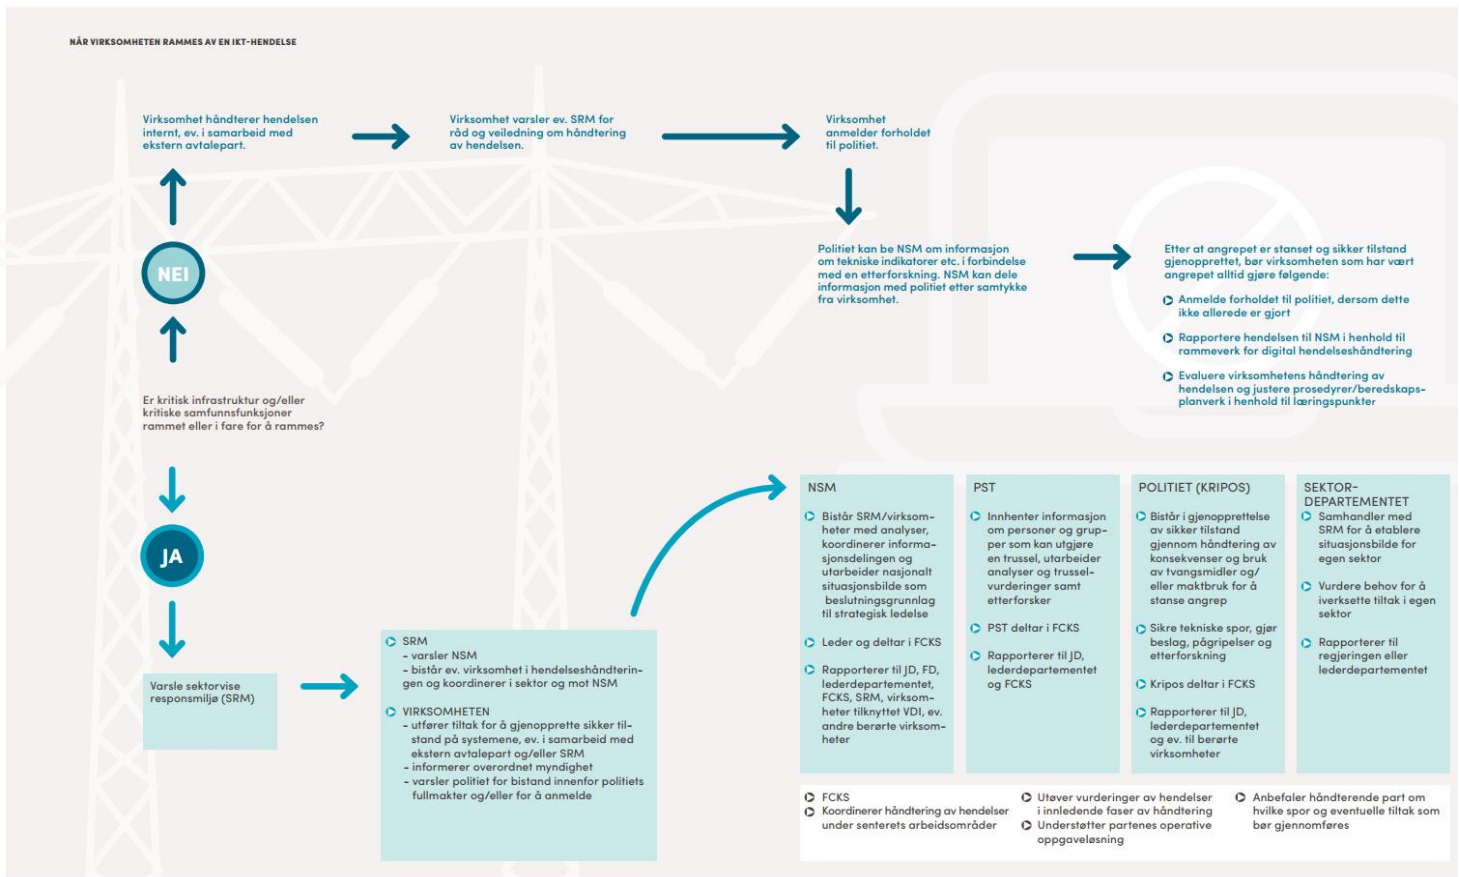 NÅR VIRKSOMHETEN RAMMES AV EN IKT-HENDELSE
Virksomhet håndterer hendelsen
internt, ev. i samarbeid med
ekstern avtalepart.
Virksomhet varsler ev. SRM for
råd og veiledning om håndtering
av hendelsen.
Virksomhet
anmelder forholdet
til politiet.
Politiet kan be NSM om informasjon
om tekniske indikatorer etc. i forbindelse
med en etterforskning. NSM kan dele
informasjon med politiet etter samtykke
fra virksomhet.
Etter at angrepet er stanset og sikker tilstand
gjenopprettet, bør virksomheten som har vært
angrepet alltid gjøre følgende:
Anmelde forholdet til politiet, dersom dette
ikke allerede er gjort
Rapportere hendelsen til NSM i henhold til
rammeverk for digital hendelseshåndtering
Evaluere virksomhetens håndtering av
hendelsen og justere prosedyrer/beredskaps-
planverk i henhold til læringspunkter
NEI
Er kritisk infrastruktur og/eller
kritiske samfunnsfunksjoner
rammet eller i fare for å rammes?
JA
Varsle sektorvise
responsmiljø (SRM)
SRM
- varsler NSM
- bistår ev. virksomhet i hendelseshåndterin-
gen og koordinerer i sektor og mot NSM
VIRKSOMHETEN
- utfører tiltak for å gjenopprette sikker til-
stand på systemene, ev. i samarbeid med
ekstern avtalepart og/eller SRM
- informerer overordnet myndighet
- varsler politiet for bistand innenfor politiets
fullmakter og/eller for å anmelde
NSM
Bistår SRM/virksom-
heter med analyser,
koordinerer informa-
sjonsdelingen og
utarbeider nasjonalt
situasjonsbilde som
beslutningsgrunnlag
til strategisk ledelse
Leder og deltar i FCKS
Rapporterer til JD, FD,
lederdepartementet,
FCKS, SRM, virksom-
heter tilknyttet VDI, ev.
andre berørte virksom-
heter
PST
Innhenter informasjon
om personer og grup-
per som kan utgjøre
en trussel, utarbeider
analyser og trussel-
vurderinger samt
etterforsker
PST deltar i FCKS
Rapporterer til JD,
lederdepartementet
og FCKS
POLITIET (KRIPOS)
Bistår i gjenopprettelse
av sikker tilstand
gjennom håndtering av
konsekvenser og bruk
av tvangsmidler og/
eller maktbruk for å
stanse angrep
Sikre tekniske spor, gjør
beslag, pågripelser og
etterforskning
Kripos deltar i FCKS
Rapporterer til JD,
lederdepartementet
og ev. til berørte
virksomheter
SEKTOR-
DEPARTEMENTET
Samhandler med
SRM for å etablere
situasjonsbilde for
egen sektor
Vurdere behov for å
iverksette tiltak i egen
sektor
Rapporterer til
regjeringen eller
lederdepartementet
FCKS
Koordinerer håndtering av hendelser
under senterets arbeidsområder
Utøver vurderinger av hendelser
i innledende faser av håndtering
Understøtter partenes operative
oppgaveløsning
Anbefaler håndterende part om
hvilke spor og eventuelle tiltak som
bør gjennomføres